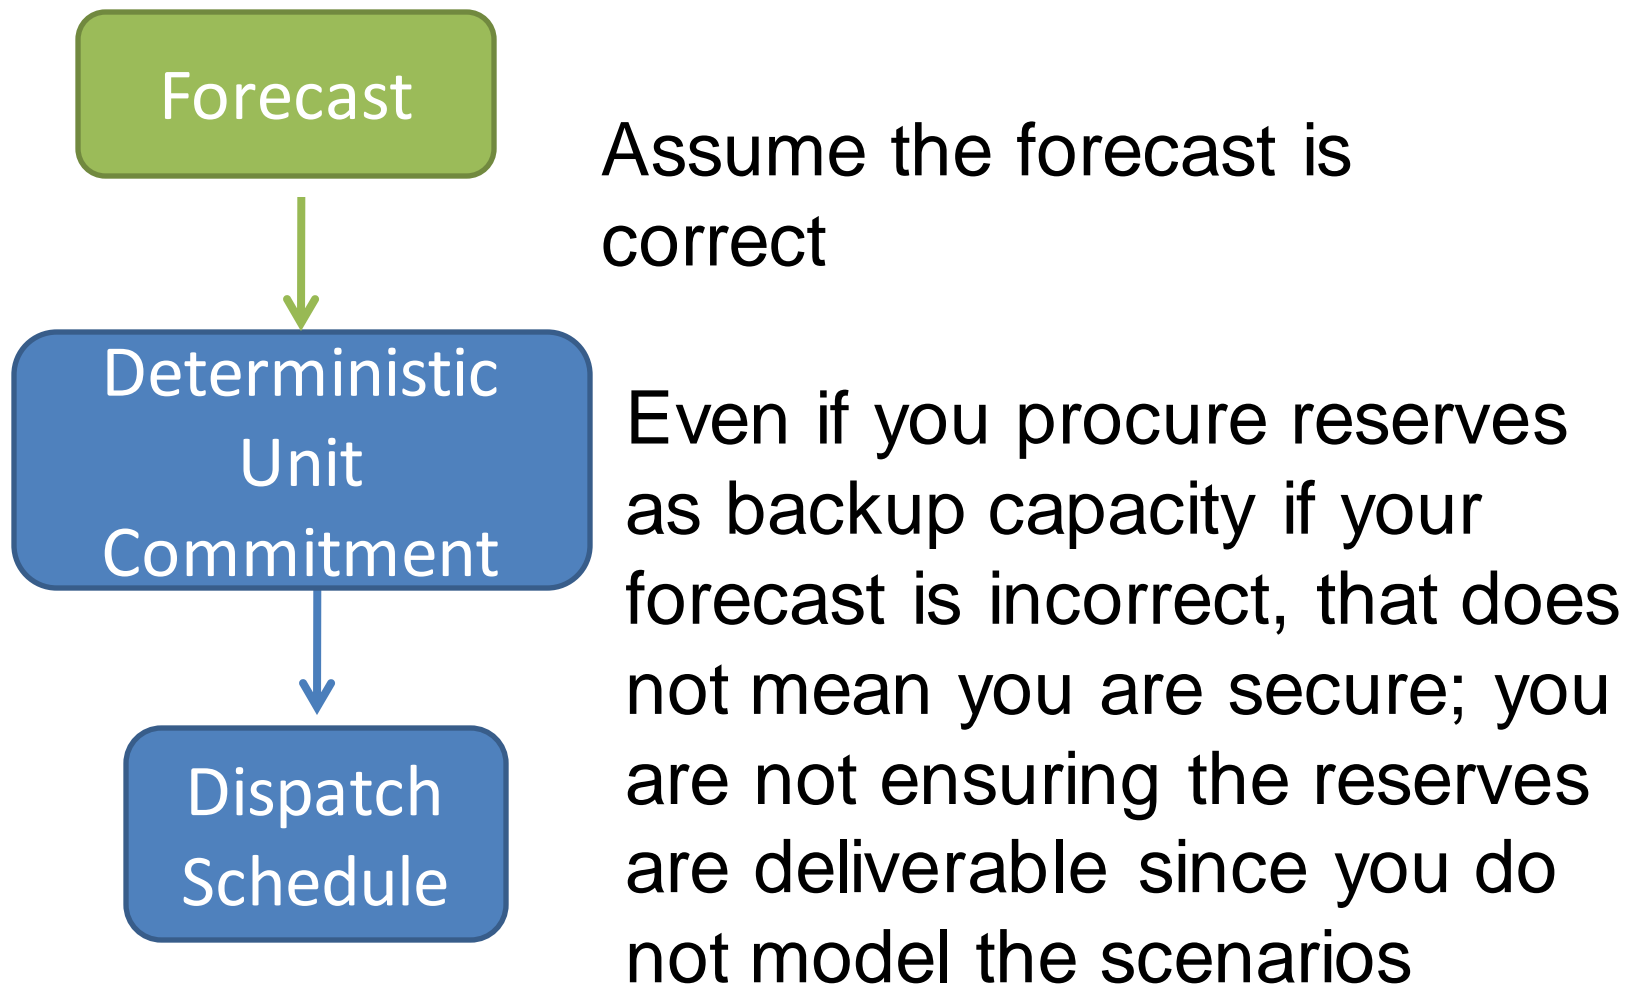 Forecast
Assume the forecast is
correct
Deterministic
Unit
Commitment
Even if you procure reserves
as backup capacity if your
forecast is incorrect, that does
not mean you are secure; you
are not ensuring the reserves
are deliverable since you do
not model the scenarios
Dispatch
Schedule